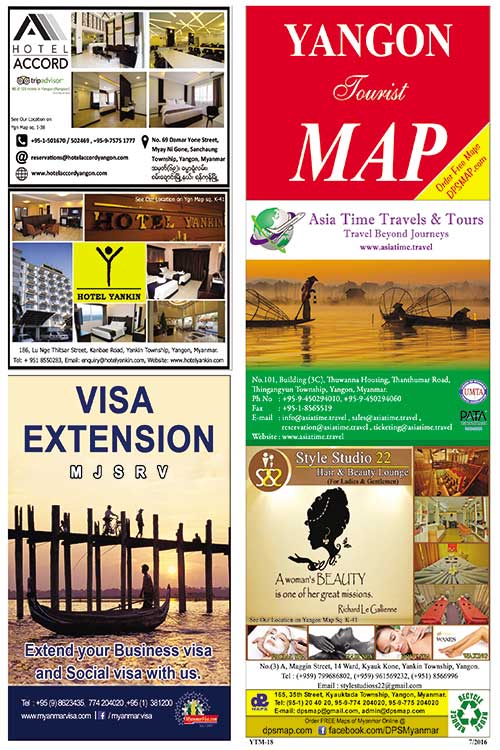 HOTEL
ACCORD
tripadvisor
See Our Location on
Ygn Map sq. I-38
+95-1-501670 / 502469 , +95-9-7575 1777
reservations@hotelaccordyangon.com
www.hotelaccordyangon.com
No. 69 Damar Yone Street,
Myay Ni Gone, Sanchaung
Township, Yangon, Myanmar
See Our Location on Ygn Map sq. K-41
HOTEL YANKIN
HOTEL YANKIN
186, Lu Nge Thitsar Street, Kanbae Road, Yankin Township, Yangon, Myanmar.
Tel: + 951 8550283, Email: enquiry@hotelyankin.com, Website: www.hotelyankin.com
VISA
EXTENSION
M J S R V
Extend your Business visa
and Social visa with us.
Tel : +95 (9) 8623435, 774 204020, +95 (1) 381200
www.myanmarvisa.com / myanmarvisa
MyanmarVisa.com
YANGON
Tourist
MAP
Order Free Maps
DPSMAP.com
Asia Time Travels & Tours
Travel Beyond Journeys
www.asiatime.travel
No.101, Building (3C), Thuwanna Housing, Thanthumar Road,
Thingangyun Township, Yangon, Myanmar.
Ph No : +95-9-450294010, +95-9-450294060
Fax : +95-1-8565519
E-mail : info@asiatime.travel , sales@asiatime.travel ,
reservation@asiatime.travel , ticketing@asiatime.travel
Website : www.asiatime.travel
UMTA
PATA
Style Studio 22
Hair & Beauty Lounge
(For Ladies & Gentlemen)
A woman's BEAUTY
is one of her great missions.
Richard Le Gallienne
See Our Location on Yangon Map Sq. K-41
WAXES
WAXING
No.(3) A, Maggin Street, 14 Ward, Kyauk Kone, Yankin Township, Yangon.
Tel : (+959) 799686802, (+959) 961569232, (+951) 8566996
Email : stylestudioss22@gmail.com
MAPS
165, 35th Street, Kyauktada Township, Yangon, Myanmar.
Tel: (95-1) 20 40 20, 95-9-774 204020, 95-9-5020275
E-mail: dpsmap@gmail.com, admin@dpsmap.com
Order FREE Maps of Myanmar Online @
dpsmap.com facebook.com/DPSMyanmar
PLEASE RECYCLE
YTM-18
7/2016